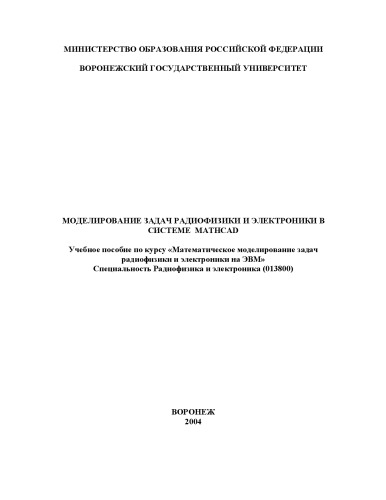 МИНИСТЕРСТВО ОБРАЗОВАНИЯ РОССИЙСКОЙ ФЕДЕРАЦИИ
ВОРОНЕЖСКИЙ ГОСУДАРСТВЕННЫЙ УНИВЕРСИТЕТ
МОДЕЛИРОВАНИЕ ЗАДАЧ РАДИОФИЗИКИ И ЭЛЕКТРОНИКИ В
СИСТЕМЕ MATHCAD
Учебное пособие по курсу «Математическое моделирование задач
радиофизики и электроники на ЭВМ»
Специальность Радиофизика и электроника (013800)
ВОРОНЕЖ
2004